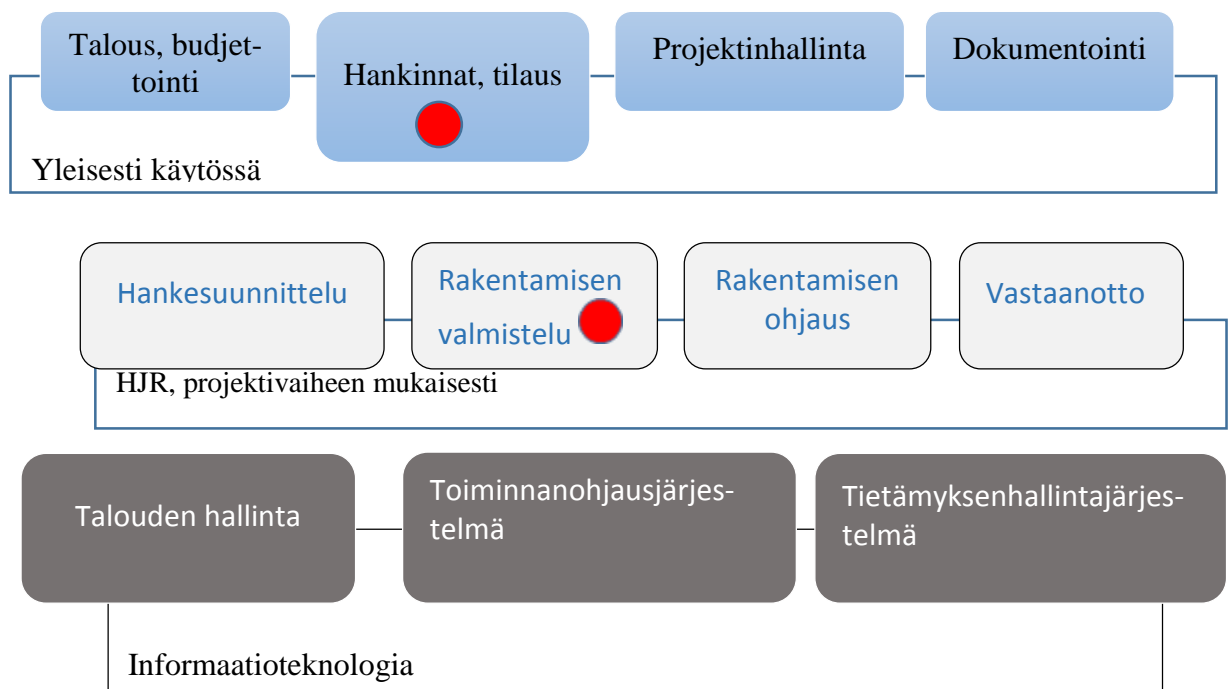 Talous, budjet-
tointi
Hankinnat, tilaus
Projektinhallinta
Dokumentointi
Yleisesti käytössä
Hankesuunnittelu
Rakentamisen
valmistelu
Rakentamisen
ohjaus
Vastaanotto
HJR, projektivaiheen mukaisesti
Talouden hallinta
Toiminnanohjausjärjes-
telmä
Tietämyksenhallintajärjes-
telmä
Informaatioteknologia